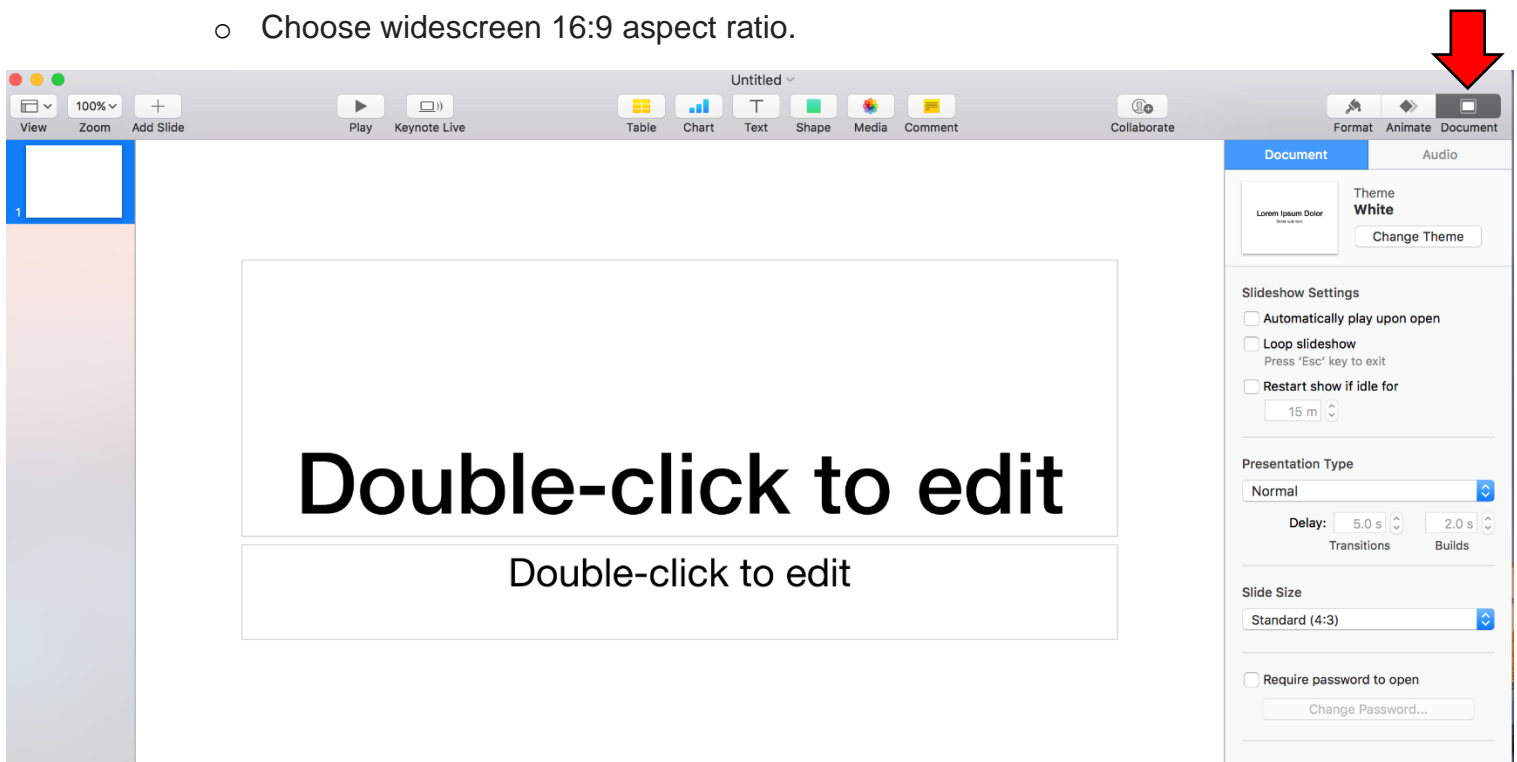 o Choose widescreen 16:9 aspect ratio.
Untitled
100%
View Zoom Add Slide Play Keynote Live Table Chart Text Shape Media Comment Collaborate Format Animate Document
Document Audio
1
Lorem Ipsum Dolor
Theme
White
Change Theme
Slideshow Settings
Automatically play upon open
Loop slideshow
Press ‘Esc’ key to exit
Restart show if idle for
15 m
Double-click to edit
Double-click to edit
Presentation Type
Normal
Delay: 5.0 s 2.0 s
Transitions Builds
Slide Size
Standard (4:3)
Require password to open
Change Password...